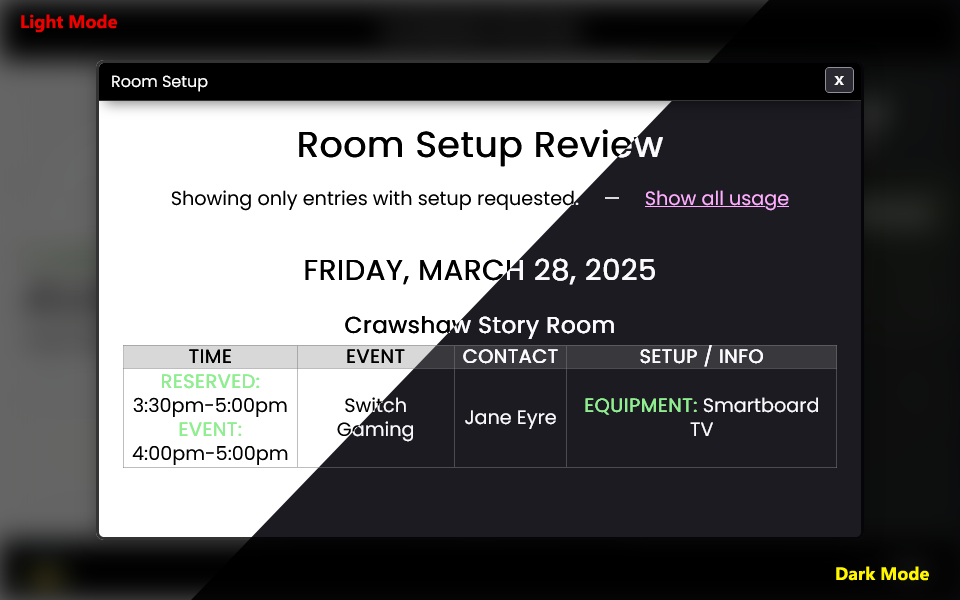 Light Mode
Room Setup
X
Room Setup Review
Showing only entries with setup requested. — Show all usage
FRIDAY, MARCH 28, 2025
Crawshaw Story Room
TIME EVENT CONTACT SETUP / INFO
RESERVED:
3:30pm-5:00pm
EVENT:
4:00pm-5:00pm
Switch
Gaming
Jane Eyre
EQUIPMENT: Smartboard
TV
Dark Mode